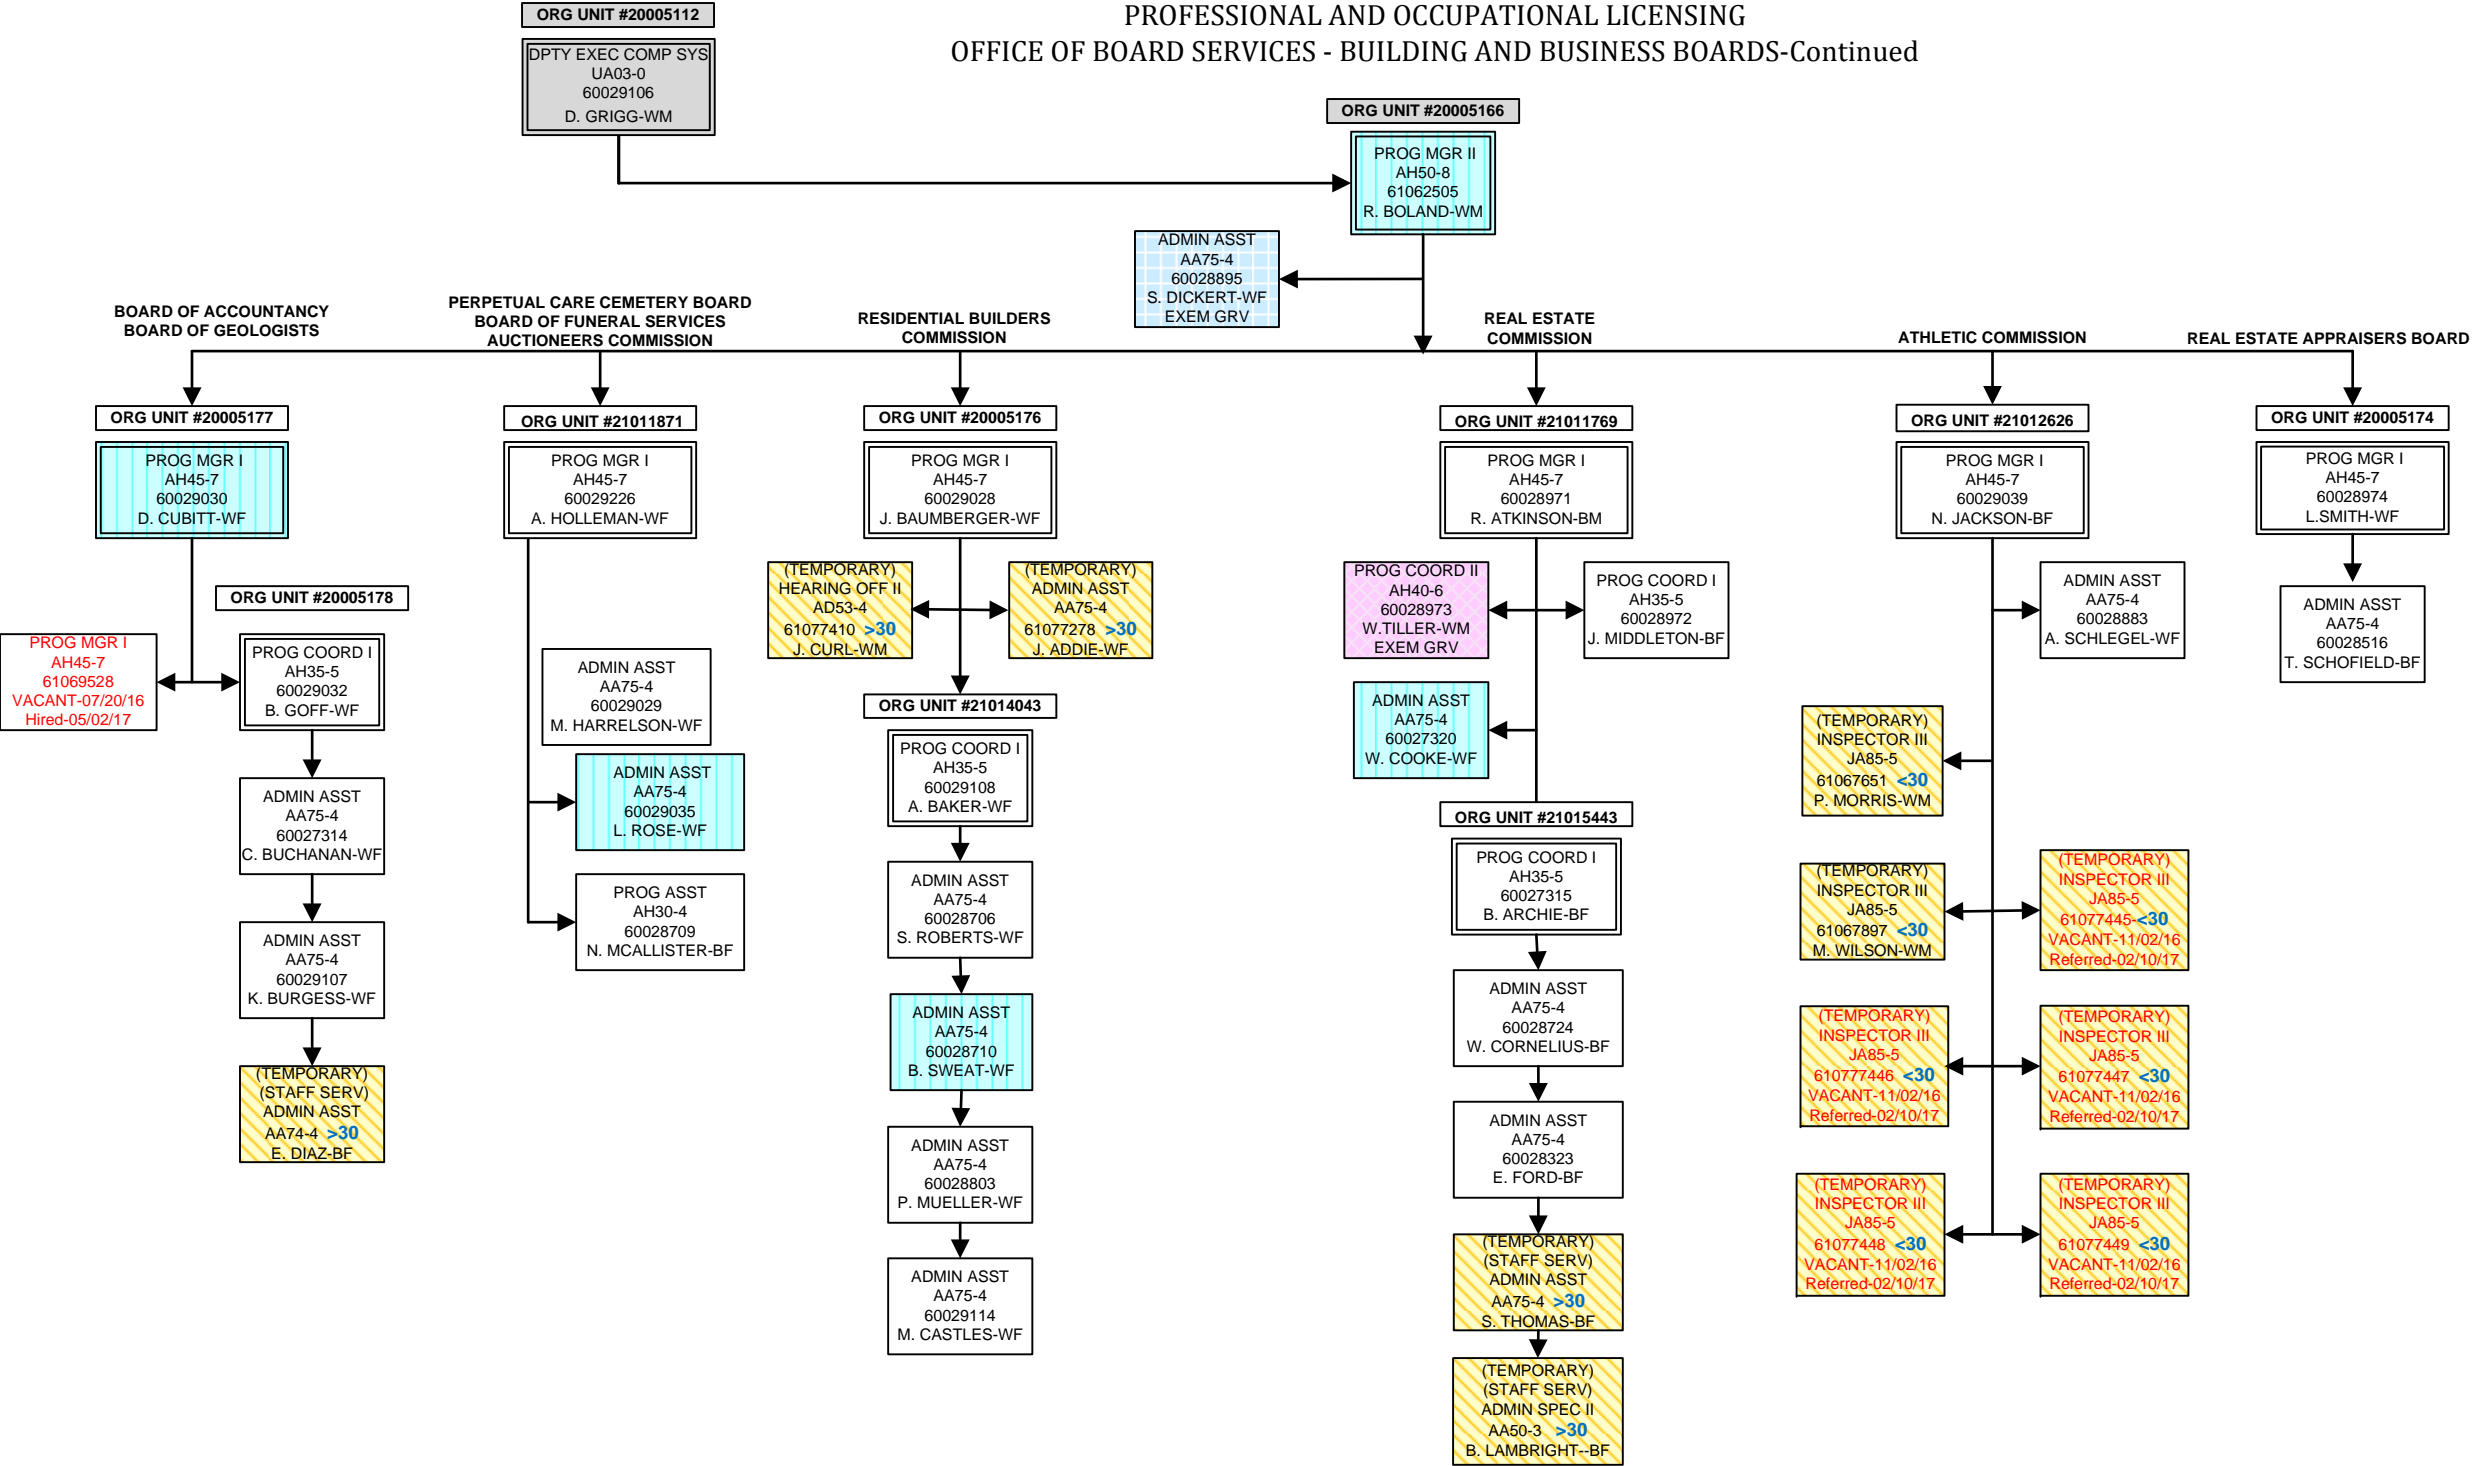 PROFESSIONAL AND OCCUPATIONAL LICENSING
OFFICE OF BOARD SERVICES - BUILDING AND BUSINESS BOARDS-Continued
ORG UNIT #20005112
DPTY EXEC COMP SYS
UA03-0
60029106
D. GRIGG-WM
ORG UNIT #20005166
PROG MGR II
AH50-8
61062505
R. BOLAND-WM
ADMIN ASST
AA75-4
60028895
S. DICKERT-WF
EXEM GRV
BOARD OF ACCOUNTANCY
BOARD OF GEOLOGISTS
ORG UNIT #20005177
PROG MGR I
AH45-7
60029030
D. CUBITT-WF
PROG MGR I
AH45-7
61069528
VACANT-07/20/16
Hired-05/02/17
ORG UNIT #20005178
PROG COORD I
AH35-5
60029032
B. GOFF-WF
ADMIN ASST
AA75-4
60027314
C. BUCHANAN-WF
ADMIN ASST
AA75-4
60029107
K. BURGESS-WF
(TEMPORARY)
(STAFF SERV)
ADMIN ASST
AA74-4 >30
E. DIAZ-BF
PERPETUAL CARE CEMETERY BOARD
BOARD OF FUNERAL SERVICES
AUCTIONEERS COMMISSION
ORG UNIT #21011871
PROG MGR I
AH45-7
60029226
A. HOLLEMAN-WF
ADMIN ASST
AA75-4
60029029
M. HARRELSON-WF
ADMIN ASST
AA75-4
60029035
L. ROSE-WF
PROG ASST
AH30-4
60028709
N. MCALLISTER-BF
RESIDENTIAL BUILDERS
COMMISSION
ORG UNIT #20005176
PROG MGR I
AH45-7
60029028
J. BAUMBERGER-WF
(TEMPORARY)
HEARING OFF II
AD53-4
61077410 >30
J. CURL-WM
(TEMPORARY)
ADMIN ASST
AA75-4
61077278 >30
J. ADDIE-WF
ORG UNIT #21014043
PROG COORD I
AH35-5
60029108
A. BAKER-WF
ADMIN ASST
AA75-4
60028706
S. ROBERTS-WF
ADMIN ASST
AA75-4
60028710
B. SWEAT-WF
ADMIN ASST
AA75-4
60028803
P. MUELLER-WF
ADMIN ASST
AA75-4
60029114
M. CASTLES-WF
REAL ESTATE
COMMISSION
ORG UNIT #21011769
PROG MGR I
AH45-7
60028971
R. ATKINSON-BM
PROG COORD II
AH40-6
60028973
W.TILLER-WM
EXEM GRV
PROG COORD I
AH35-5
60028972
J. MIDDLETON-BF
ADMIN ASST
AA75-4
60027320
W. COOKE-WF
ORG UNIT #21015443
PROG COORD I
AH35-5
60027315
B. ARCHIE-BF
ADMIN ASST
AA75-4
60028724
W. CORNELIUS-BF
ADMIN ASST
AA75-4
60028323
E. FORD-BF
(TEMPORARY)
(STAFF SERV)
ADMIN ASST
AA75-4 >30
S. THOMAS-BF
(TEMPORARY)
(STAFF SERV)
ADMIN SPEC II
AA50-3 >30
B. LAMBRIGHT--BF
ATHLETIC COMMISSION
ORG UNIT #21012626
PROG MGR I
AH45-7
60029039
N. JACKSON-BF
ADMIN ASST
AA75-4
60028883
A. SCHLEGEL-WF
(TEMPORARY)
INSPECTOR III
JA85-5
61067651 <30
P. MORRIS-WM
(TEMPORARY)
INSPECTOR III
JA85-5
61067897 <30
M. WILSON-WM
(TEMPORARY)
INSPECTOR III
JA85-5
61077445-<30
VACANT-11/02/16
Referred-02/10/17
(TEMPORARY)
INSPECTOR III
JA85-5
610777446 <30
VACANT-11/02/16
Referred-02/10/17
(TEMPORARY)
INSPECTOR III
JA85-5
61077447 <30
VACANT-11/02/16
Referred-02/10/17
(TEMPORARY)
INSPECTOR III
JA85-5
61077448 <30
VACANT-11/02/16
Referred-02/10/17
(TEMPORARY)
INSPECTOR III
JA85-5
61077449 <30
VACANT-11/02/16
Referred-02/10/17
REAL ESTATE APPRAISERS BOARD
ORG UNIT #20005174
PROG MGR I
AH45-7
60028974
L.SMITH-WF
ADMIN ASST
AA75-4
60028516
T. SCHOFIELD-BF